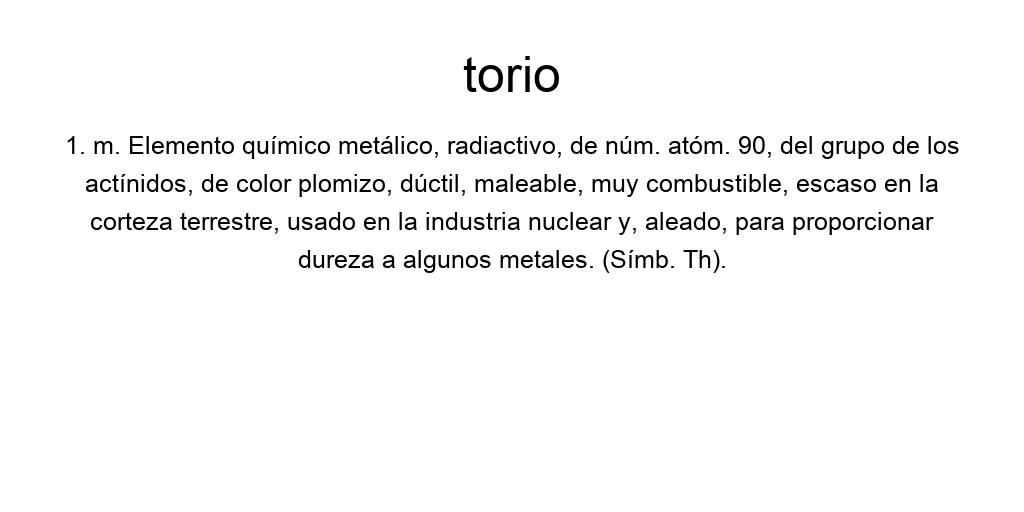 torio
1. m. Elemento químico metálico, radiactivo, de núm. atóm. 90, del grupo de los
actínidos, de color plomizo, dúctil, maleable, muy combustible, escaso en la
corteza terrestre, usado en la industria nuclear y, aleado, para proporcionar
dureza a algunos metales. (Símb. Th).